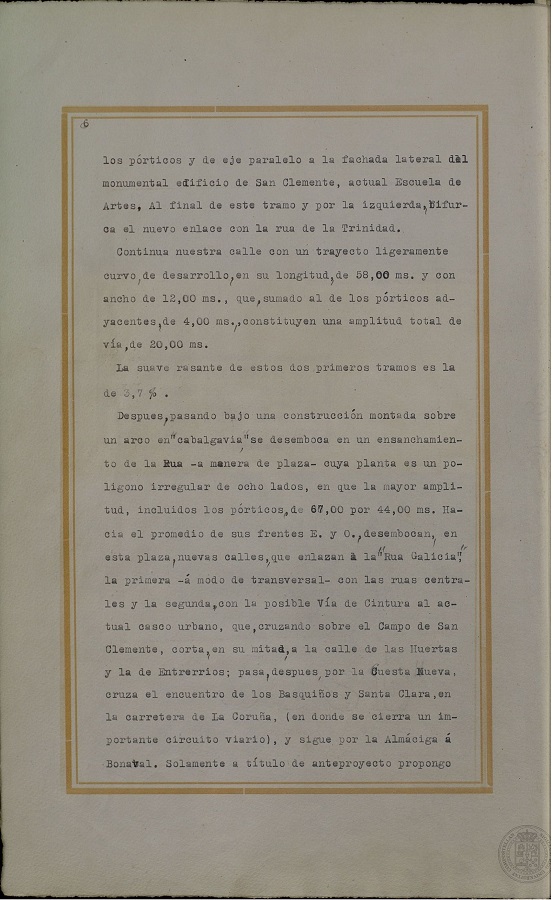 6
los pórticos y de eje paralelo a la fachada lateral del
monumental edificio de San Clemente, actual Escuela de
Artes. Al final de este tramo y por la izquierda, bifur-
ca el nuevo enlace con la rua de la Trinidad.
Continua nuestra calle con un trayecto ligeramente
curvo, de desarrollo, en su longitud, de 58,00 ms. y con
ancho de 12,00 ms., que, sumado al de los pórticos ad-
yacentes, de 4,00 ms., constituyen una amplitud total de
vía, de 20,00 ms.
La suave rasante de estos dos primeros tramos es la
de 3,7 % .
Despues, pasando bajo una construcción montada sobre
un arco en "cabalgavia" se desemboca en un ensanchamien-
to de la Rua -a manera de plaza- cuya planta es un po-
lígono irregular de ocho lados, en que la mayor ampli-
tud, incluidos los pórticos, de 67,00 por 44,00 ms. Ha-
cia el promedio de sus frentes E. y O., desembocan, en
esta plaza, nuevas calles, que enlazan á la "Rua Galicia",
la primera -á modo de transversal- con las ruas centra-
les y la segunda, con la posible Vía de Cintura al ac-
tual casco urbano, que, cruzando sobre el Campo de San
Clemente, corta, en su mitad, a la calle de las Huertas
y la de Entrerrios; pasa, despues, por la Cuesta Nueva,
cruza el encuentro de los Basquiños y Santa Clara, en
la carretera de La Coruña, (en donde se cierra un im-
portante circuito viario), y sigue por la Almáciga á
Bonaval. Solamente a título de anteproyecto propongo